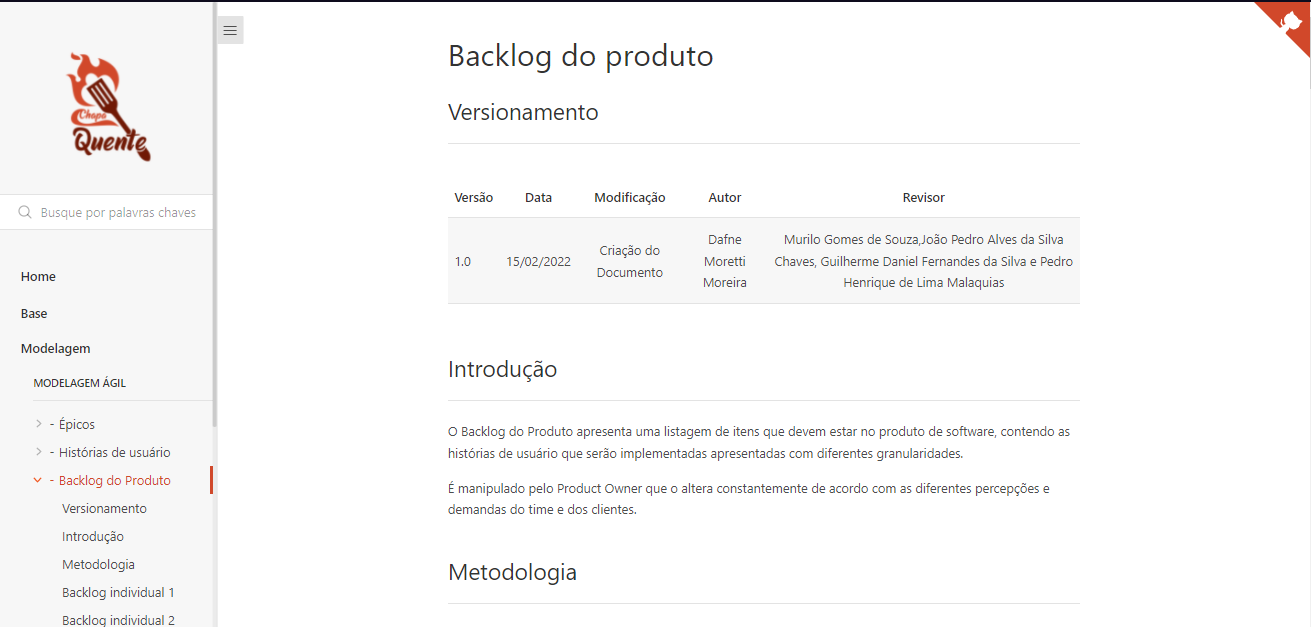 Chapa
Quente
Busque por palavras chaves
Home
Base
Modelagem
MODELAGEM ÁGIL
- Épicos
- Histórias de usuário
- Backlog do Produto
Versionamento
Introdução
Metodologia
Backlog individual 1
Backlog individual 2
Backlog do produto
Versionamento
Versão Data Modificação Autor Revisor
1.0 15/02/2022 Criação do Documento Dafne Moretti Moreira Murilo Gomes de Souza,João Pedro Alves da Silva Chaves, Guilherme Daniel Fernandes da Silva e Pedro Henrique de Lima Malaquias
Introdução
O Backlog do Produto apresenta uma listagem de itens que devem estar no produto de software, contendo as
histórias de usuário que serão implementadas apresentadas com diferentes granularidades.
É manipulado pelo Product Owner que o altera constantemente de acordo com as diferentes percepções e
demandas do time e dos clientes.
Metodologia